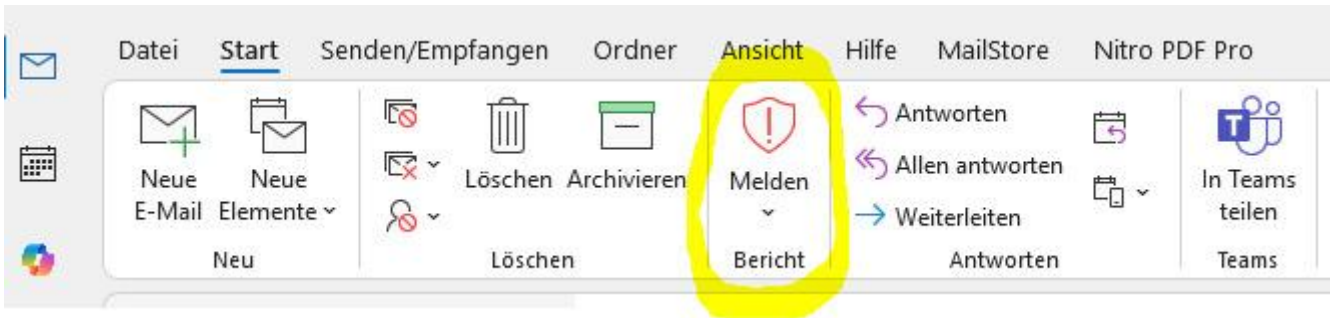 Datei Start Senden/Empfangen Ordner Ansicht Hilfe MailStore Nitro PDF Pro
Neue
E-Mail
Neue
Elemente
Neu
Löschen
Archivieren
Löschen
Melden
Bericht
Antworten
Allen antworten
Weiterleiten
Antworten
In Teams
teilen
Teams